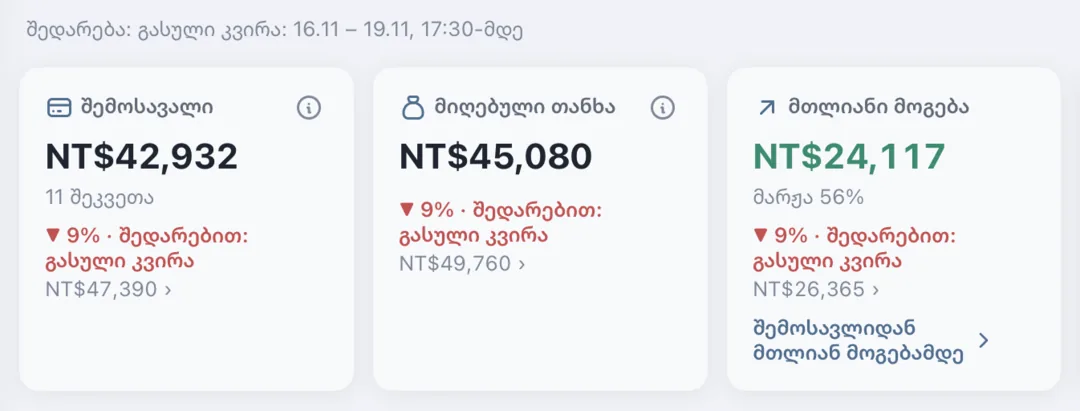 შედარება: გასული კვირა: 16.11 – 19.11, 17:30-მდე
შემოსავალი
NT$42,932
11 შეკვეთა
▼ 9% · შედარებით:
გასული კვირა
NT$47,390 ›
მიღებული თანხა
NT$45,080
▼ 9% · შედარებით:
გასული კვირა
NT$49,760 ›
მთლიანი მოგება
NT$24,117
მარჟა 56%
▼ 9% · შედარებით:
გასული კვირა
NT$26,365 ›
შემოსავლიდან
მთლიან მოგებამდე